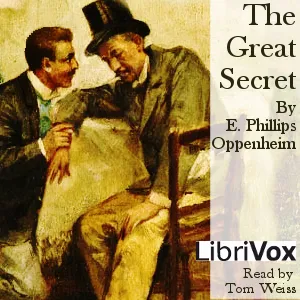 The
Great
Secret
By
E. Phillips
Oppenheim
LibriVox
Read by
Tom Weiss